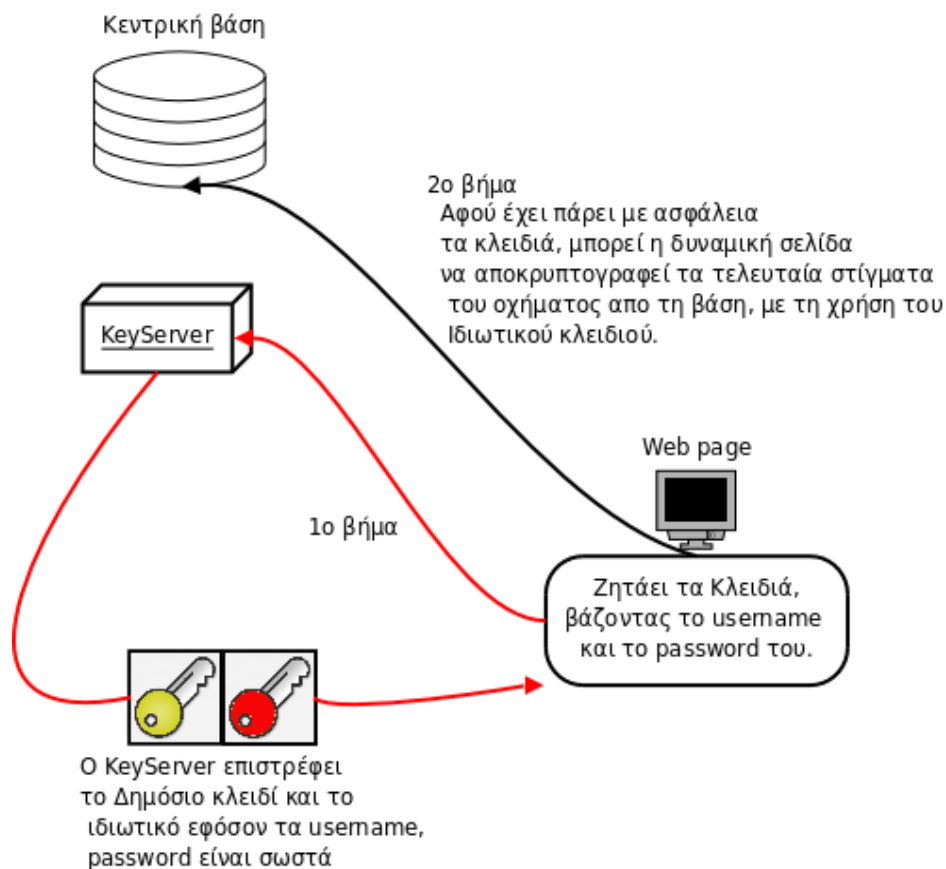 Κεντρική βάση
2ο βήμα
Αφού έχει πάρει με ασφάλεια
τα κλειδιά, μπορεί η δυναμική σελίδα
να αποκρυπτογραφεί τα τελευταία στίγματα
του οχήματος απο τη βάση, με τη χρήση του
Ιδιωτικού κλειδιού.
KeyServer
Web page
1ο βήμα
Ζητάει τα Κλειδιά,
βάζοντας το username
και το password του.
Ο KeyServer επιστρέφει
το Δημόσιο κλειδί και το
ιδιωτικό εφόσον τα username,
password είναι σωστά